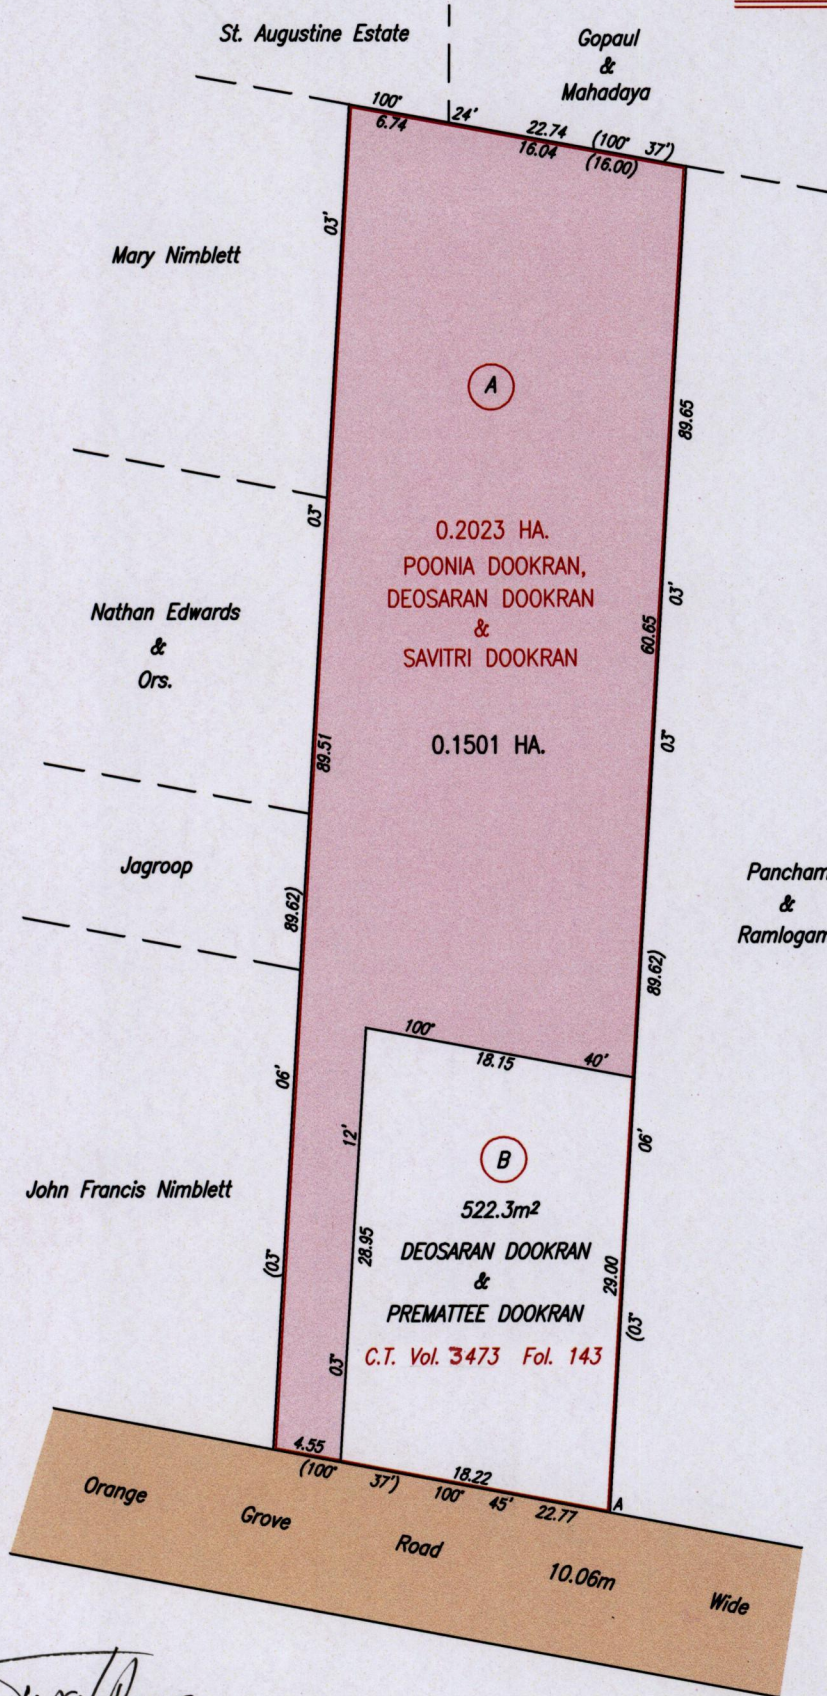 St. Augustine Estate
Gopaul
&
Mahadaya
100°
24'
6.74
22.74
16.04
(100° 37')
(16.00)
03'
Mary Nimblett
A
89.65
03°
0.2023 HA.
POONIA DOOKRAN,
DEOSARAN DOOKRAN
&
SAVITRI DOOKRAN
03'
60.65
Nathan Edwards
&
Ors.
0.1501 HA.
03°
89.51
Jagroop
89.62)
Pancham
&
Ramlogam
89.62)
100°
40'
18.15
06'
12'
06'
B
John Francis Nimblett
522.3m²
DEOSARAN DOOKRAN
&
PREMATTEE DOOKRAN
C.T. Vol. 3473 Fol. 143
28.95
29.00
(03°
(03°
03°
4.55
(100° 37')
18.22
100° 45'
22.77
A
Orange Grove Road 10.06m Wide